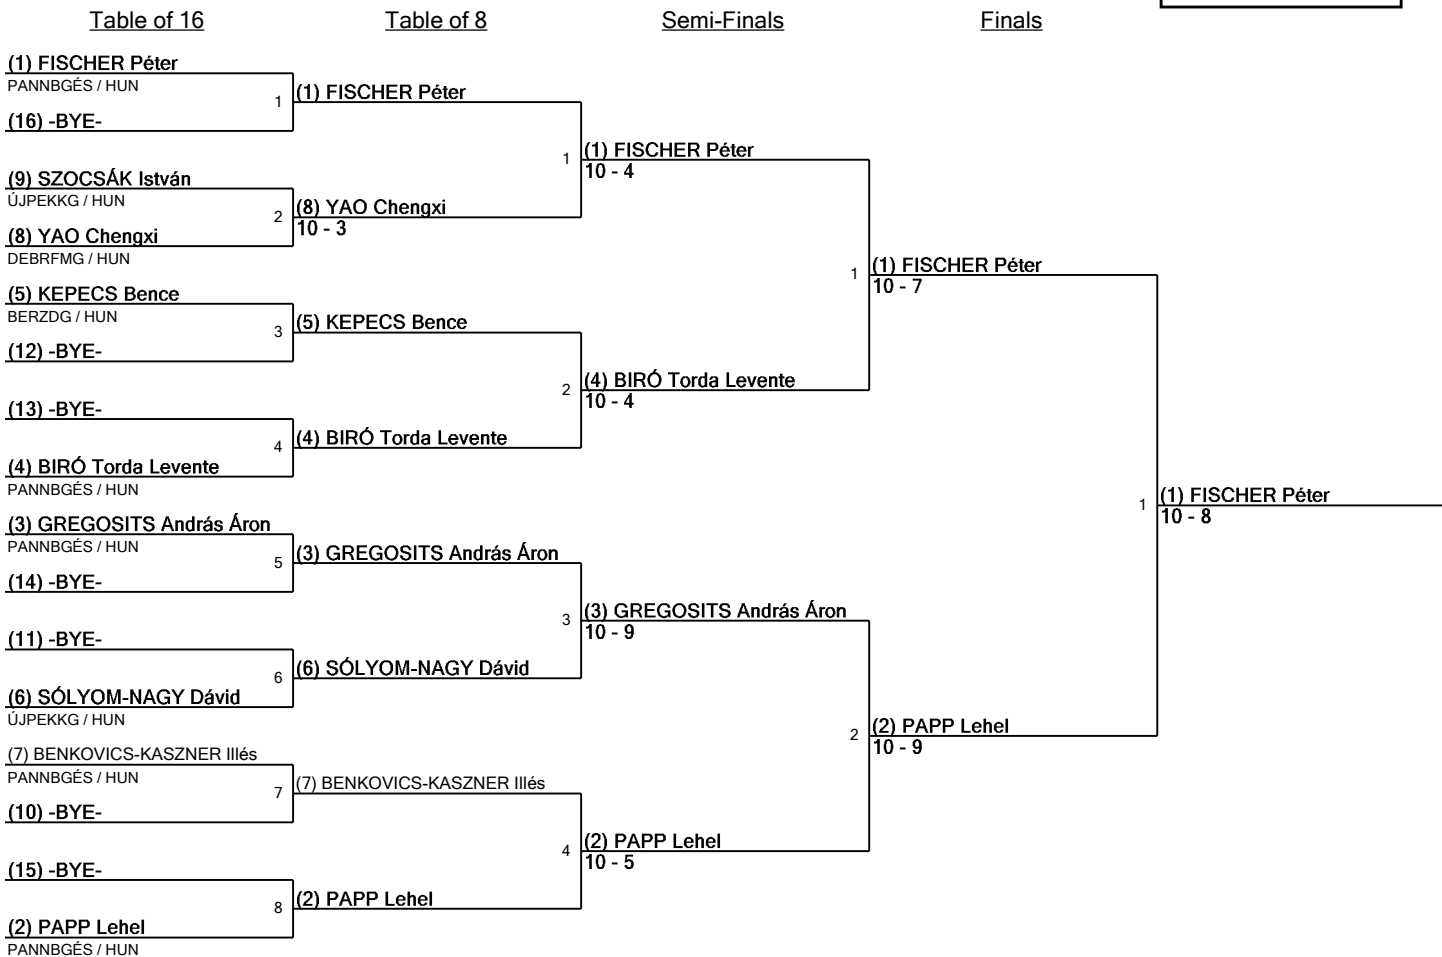 Table of 16
Table of 8
Semi-Finals
Finals
(1) FISCHER Péter
PANNBGÉS / HUN
(16) -BYE-
(9) SZOCSÁK István
ÚJPEKKG / HUN
(8) YAO Chengxi
DEBRFMG / HUN
(5) KEPECS Bence
BERZDG / HUN
(12) -BYE-
(13) -BYE-
(4) BIRÓ Torda Levente
PANNBGÉS / HUN
(3) GREGOSITS András Áron
PANNBGÉS / HUN
(14) -BYE-
(11) -BYE-
(6) SÓLYOM-NAGY Dávid
ÚJPEKKG / HUN
(7) BENKOVICS-KASZNER Illés
PANNBGÉS / HUN
(10) -BYE-
(15) -BYE-
(2) PAPP Lehel
PANNBGÉS / HUN
1
(1) FISCHER Péter
2
(8) YAO Chengxi
10 - 3
3
(5) KEPECS Bence
4
(4) BIRÓ Torda Levente
5
(3) GREGOSITS András Áron
6
(6) SÓLYOM-NAGY Dávid
7
(7) BENKOVICS-KASZNER Illés
8
(2) PAPP Lehel
1
(1) FISCHER Péter
10 - 4
2
(4) BIRÓ Torda Levente
10 - 4
3
(3) GREGOSITS András Áron
10 - 9
4
(2) PAPP Lehel
10 - 5
1
(1) FISCHER Péter
10 - 7
2
(2) PAPP Lehel
10 - 9
1
(1) FISCHER Péter
10 - 8